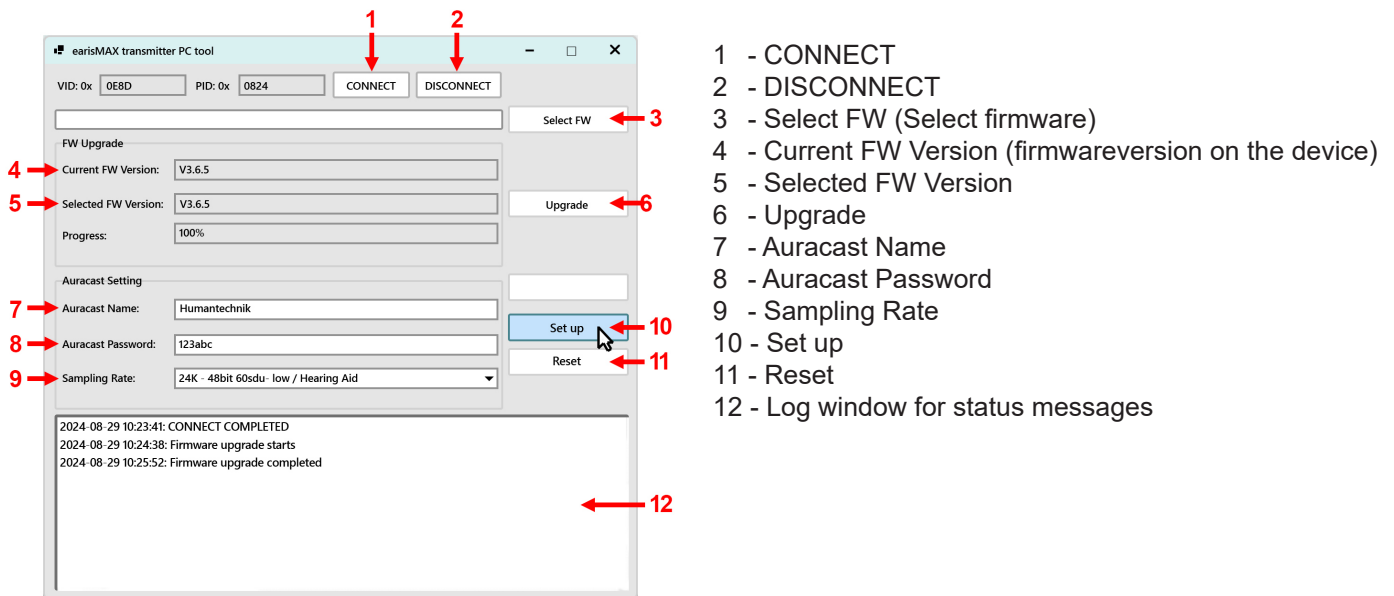 1 2
earisMAX transmitter PC tool
VID: 0x 0E8D PID: 0x 0824 CONNECT DISCONNECT
Select FW 3
FW Upgrade
4 Current FW Version: V3.6.5
5 Selected FW Version: V3.6.5 Upgrade 6
Progress: 100%
Auracast Setting
7 Auracast Name: Humantechnik
Set up 10
8 Auracast Password: 123abc
Reset 11
9 Sampling Rate: 24K - 48bit 60sdu- low / Hearing Aid
2024-08-29 10:23:41: CONNECT COMPLETED
2024-08-29 10:24:38: Firmware upgrade starts
2024-08-29 10:25:52: Firmware upgrade completed
12
1 - CONNECT
2 - DISCONNECT
3 - Select FW (Select firmware)
4 - Current FW Version (firmwareversion on the device)
5 - Selected FW Version
6 - Upgrade
7 - Auracast Name
8 - Auracast Password
9 - Sampling Rate
10 - Set up
11 - Reset
12 - Log window for status messages